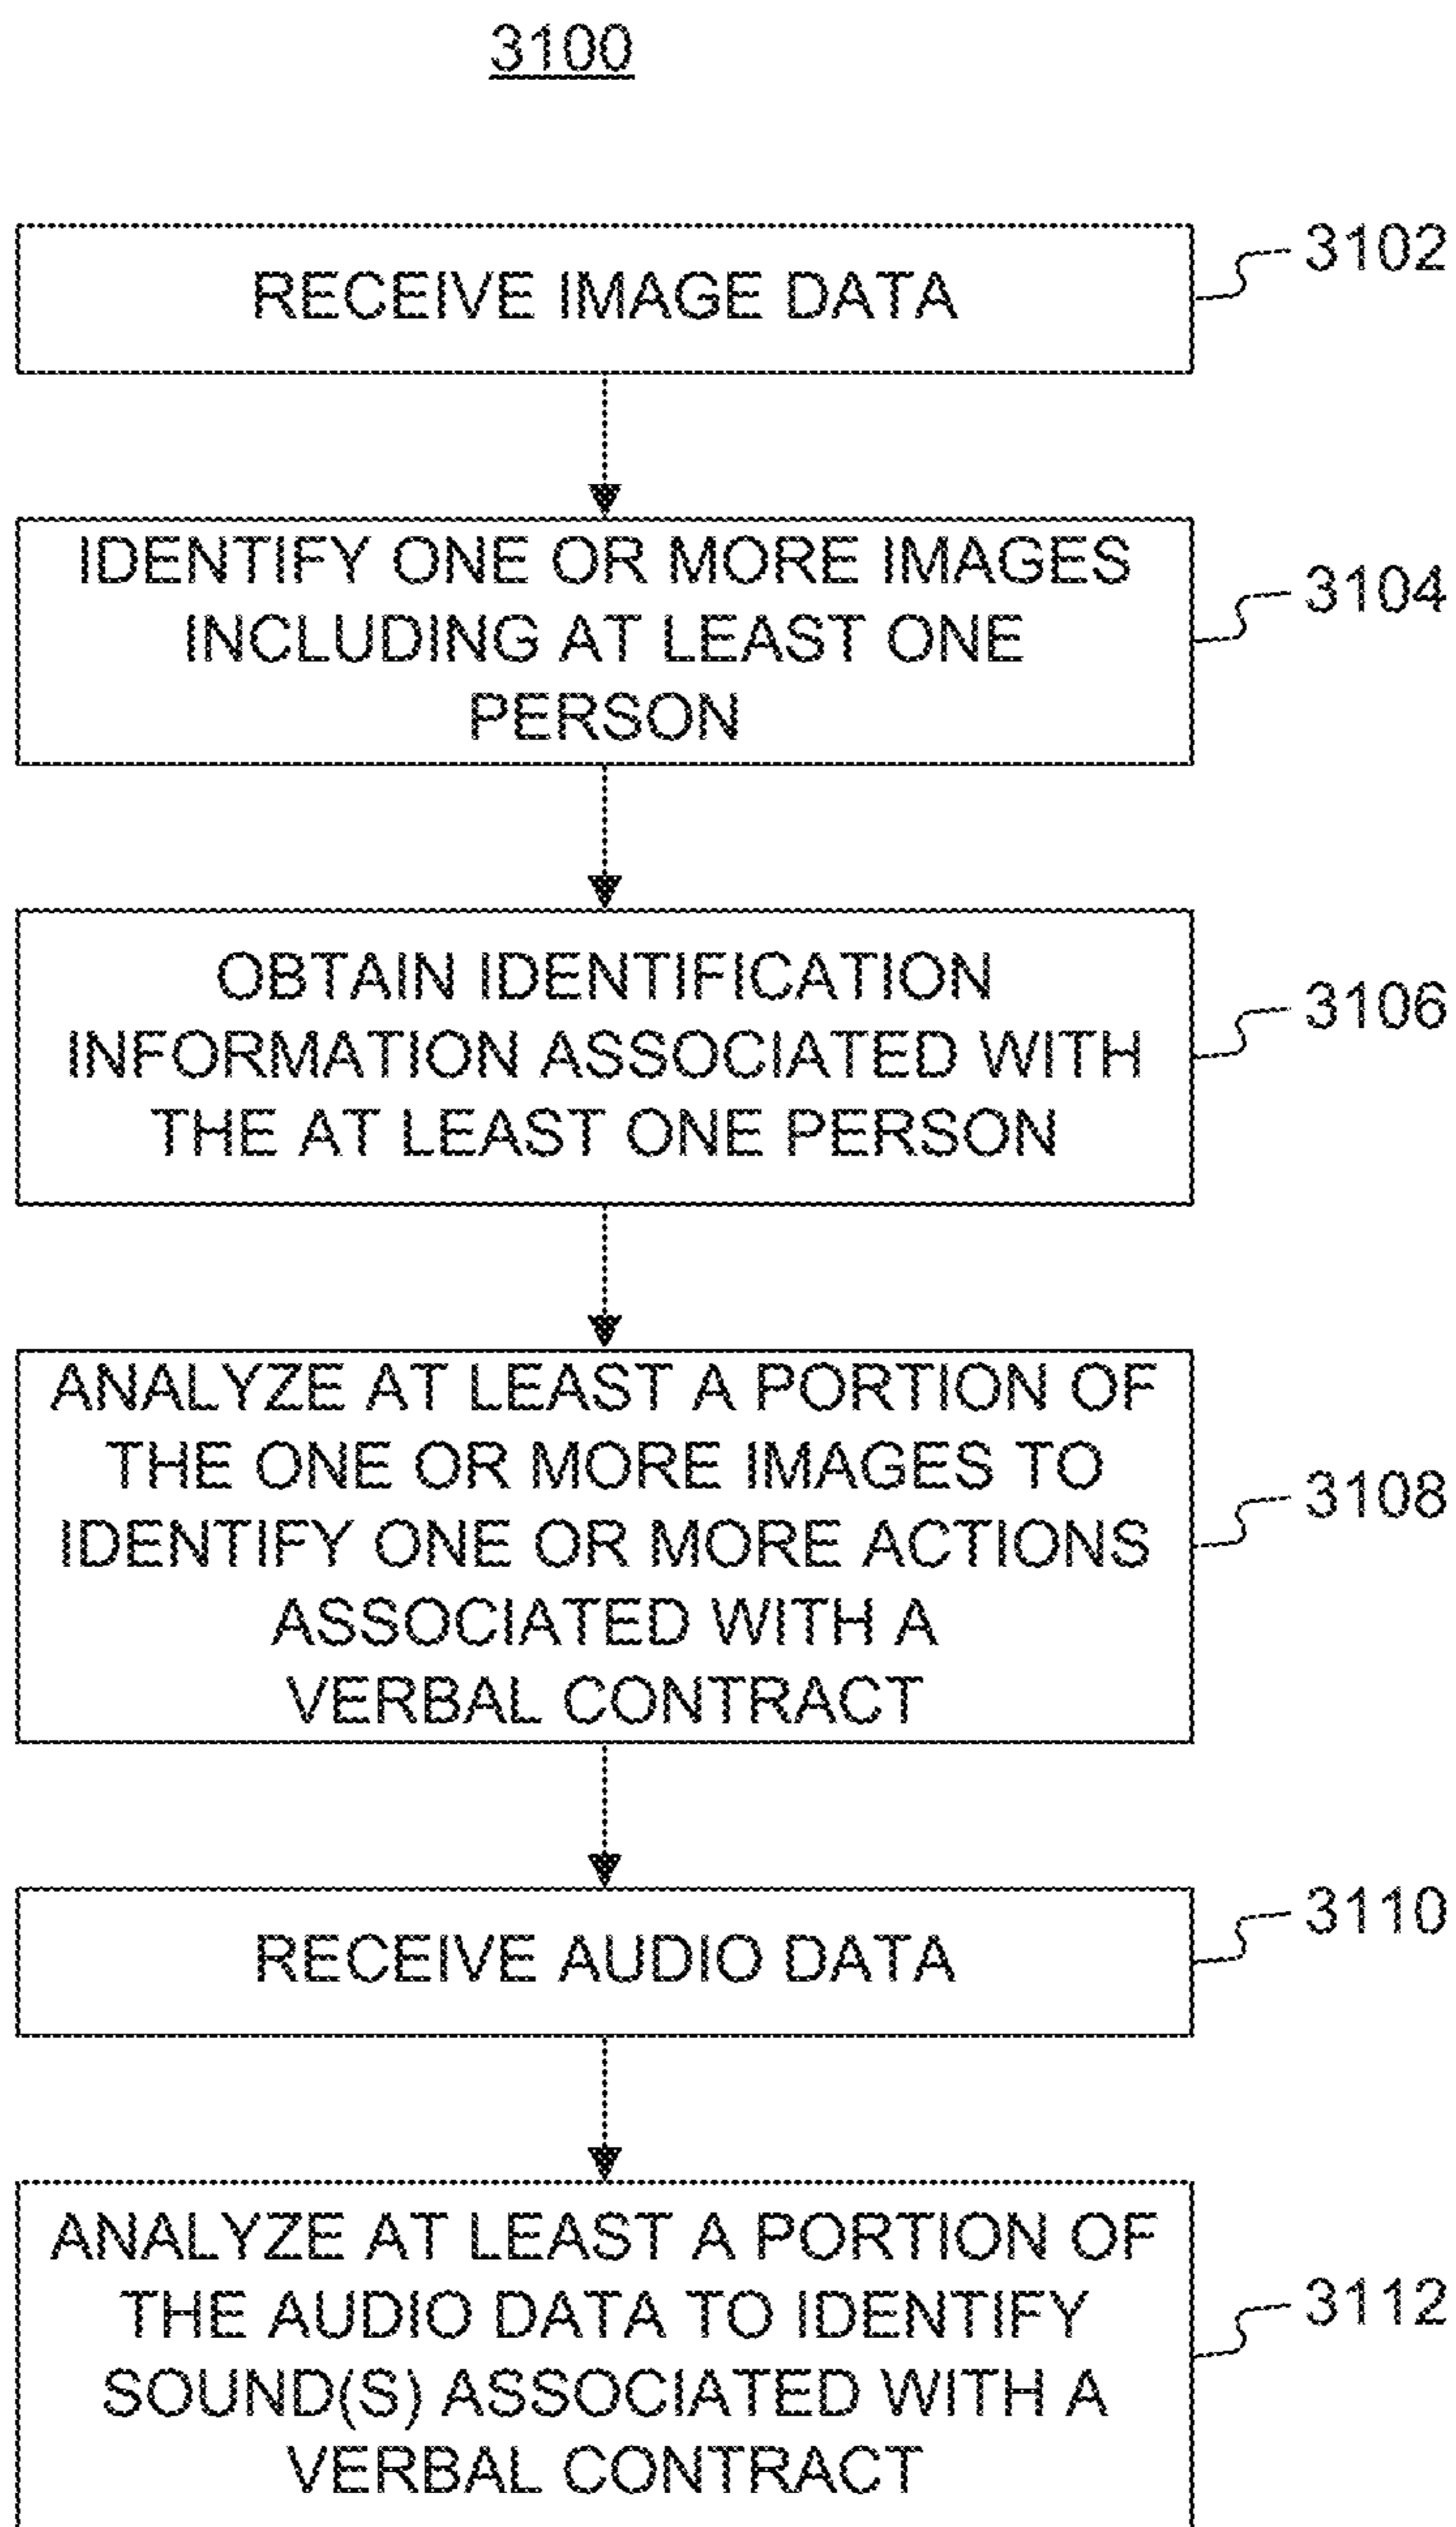 3100
RECEIVE IMAGE DATA
3102
IDENTIFY ONE OR MORE IMAGES
INCLUDING AT LEAST ONE
PERSON
3104
OBTAIN IDENTIFICATION
INFORMATION ASSOCIATED WITH
THE AT LEAST ONE PERSON
3106
ANALYZE AT LEAST A PORTION OF
THE ONE OR MORE IMAGES TO
IDENTIFY ONE OR MORE ACTIONS
ASSOCIATED WITH A
VERBAL CONTRACT
3108
RECEIVE AUDIO DATA
3110
ANALYZE AT LEAST A PORTION OF
THE AUDIO DATA TO IDENTIFY
SOUND(S) ASSOCIATED WITH A
VERBAL CONTRACT
3112